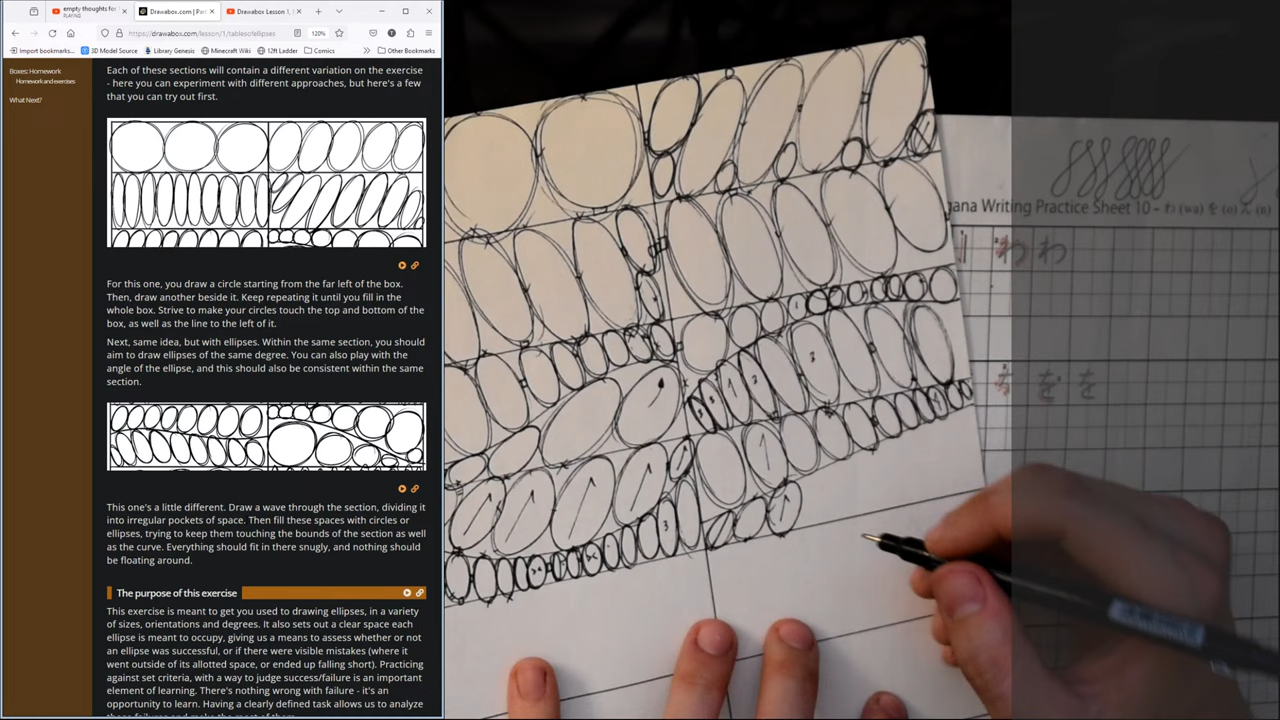 empty thoughts for
PLAYING
Drawabox.com | Part
Drawabox Lesson 1,
https://drawabox.com/lesson/1/tablesofellipses
120%
Import bookmarks...
3D Model Source
Library Genesis
Minecraft Wiki
12ft Ladder
Comics
Other Bookmarks
Boxes: Homework
Homework and exercises
What Next?
Each of these sections will contain a different variation on the exercise
- here you can experiment with different approaches, but here's a few
that you can try out first.
For this one, you draw a circle starting from the far left of the box.
Then, draw another beside it. Keep repeating it until you fill in the
whole box. Strive to make your circles touch the top and bottom of the
box, as well as the line to the left of it.
Next, same idea, but with ellipses. Within the same section, you should
aim to draw ellipses of the same degree. You can also play with the
angle of the ellipse, and this should also be consistent within the same
section.
This one's a little different. Draw a wave through the section, dividing it
into irregular pockets of space. Then fill these spaces with circles or
ellipses, trying to keep them touching the bounds of the section as well
as the curve. Everything should fit in there snugly, and nothing should
be floating around.
The purpose of this exercise
This exercise is meant to get you used to drawing ellipses, in a variety
of sizes, orientations and degrees. It also sets out a clear space each
ellipse is meant to occupy, giving us a means to assess whether or not
an ellipse was successful, or if there were visible mistakes (where it
went outside of its allotted space, or ended up falling short). Practicing
against set criteria, with a way to judge success/failure is an important
element of learning. There's nothing wrong with failure - it's an
opportunity to learn. Having a clearly defined task allows us to analyze
gana Writing Practice Sheet 10 - わ (wa) を (o) ん (n)
わ わ
を を